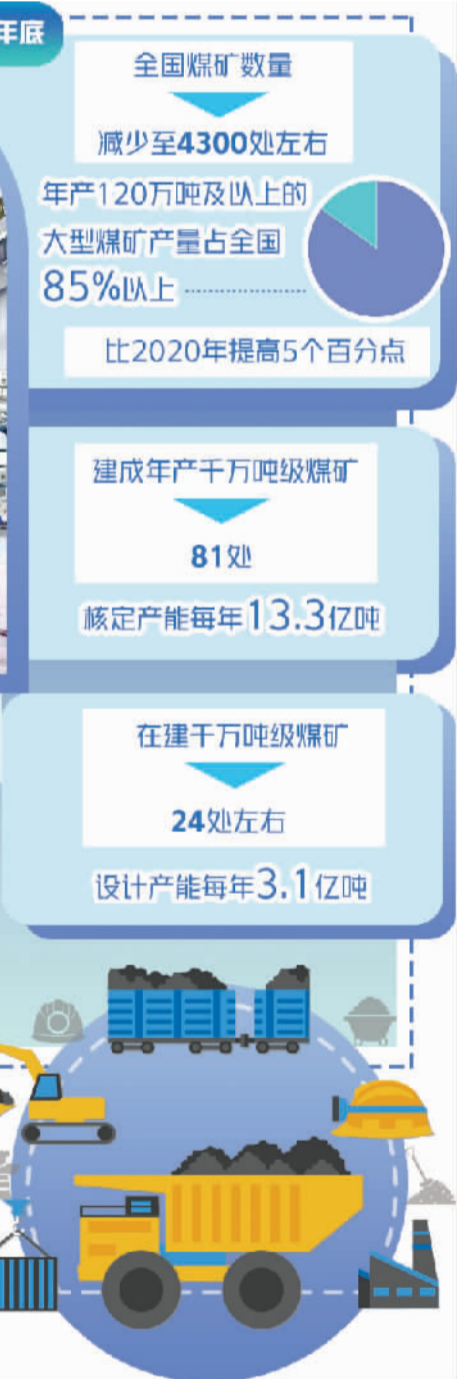 年底
全国煤矿数量
减少至4300处左右
年产120万吨及以上的
大型煤矿产量占全国
85%以上
比2020年提高5个百分点
建成年产千万吨级煤矿
81处
核定产能每年13.3亿吨
在建千万吨级煤矿
24处左右
设计产能每年3.1亿吨